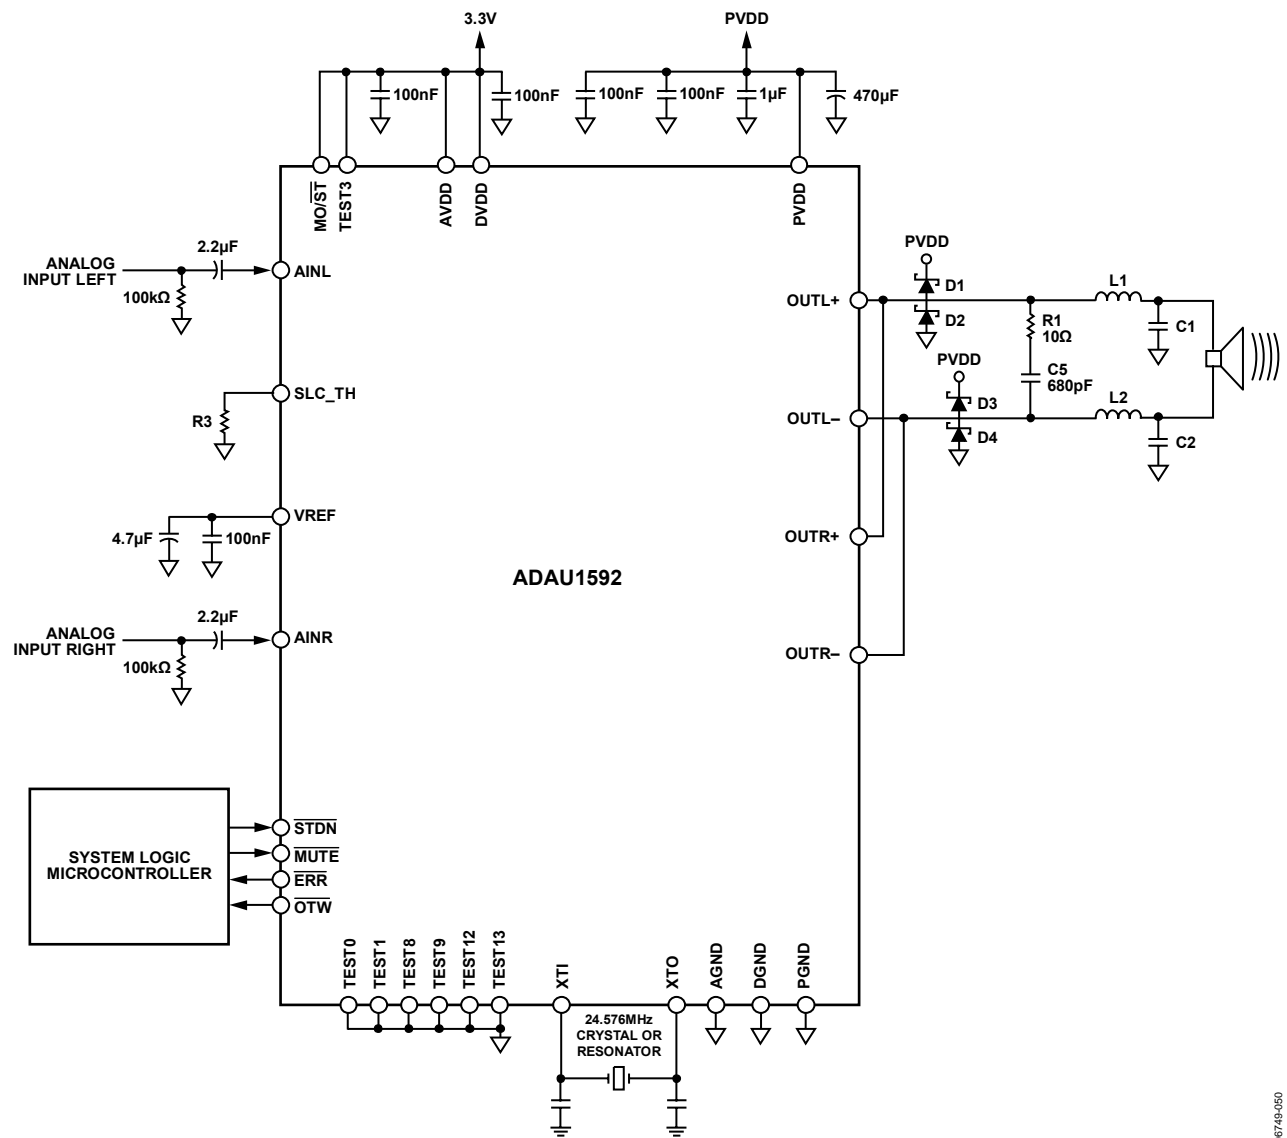 3.3V
PVDD
100nF
100nF
100nF
100nF
1µF
470µF
MO/ST
TEST3
AVDD
DVDD
PVDD
ANALOG
INPUT LEFT
2.2µF
100kΩ
AINL
SLC_TH
R3
VREF
4.7µF
100nF
ANALOG
INPUT RIGHT
2.2µF
100kΩ
AINR
ADAU1592
OUTL+
OUTL–
OUTR+
OUTR–
PVDD
D1
D2
PVDD
D3
D4
R1
10Ω
C5
680pF
L1
C1
L2
C2
SYSTEM LOGIC
MICROCONTROLLER
STDN
MUTE
ERR
OTW
TEST0
TEST1
TEST8
TEST9
TEST12
TEST13
XTI
XTO
AGND
DGND
PGND
24.576MHz
CRYSTAL OR
RESONATOR
6749-050